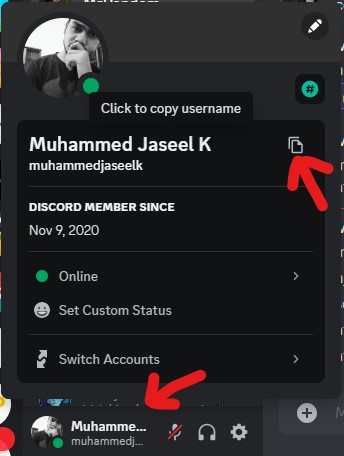 Click to copy username
Muhammed Jaseel K
muhammedjaseelk
DISCORD MEMBER SINCE
Nov 9, 2020
Online
Set Custom Status
Switch Accounts
Muhamme...
muhammedj...